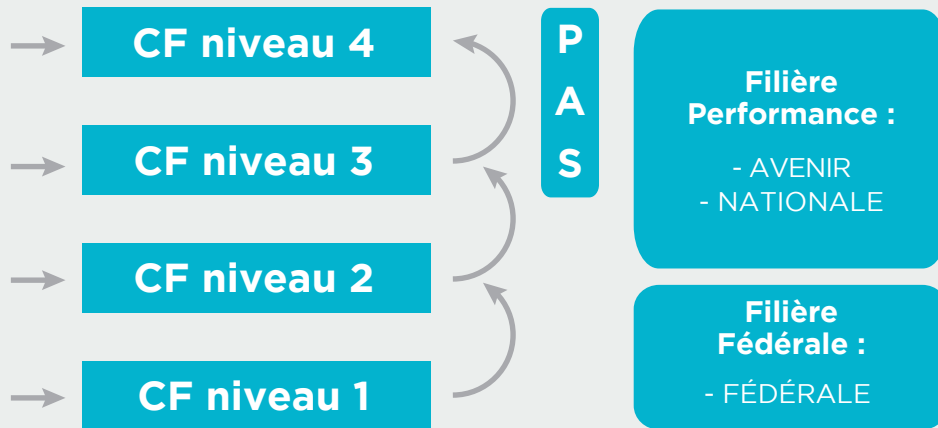 CF niveau 4
CF niveau 3
CF niveau 2
CF niveau 1
P
A
S
Filière
Performance :
- AVENIR
- NATIONALE
Filière
Fédérale :
- FÉDÉRALE